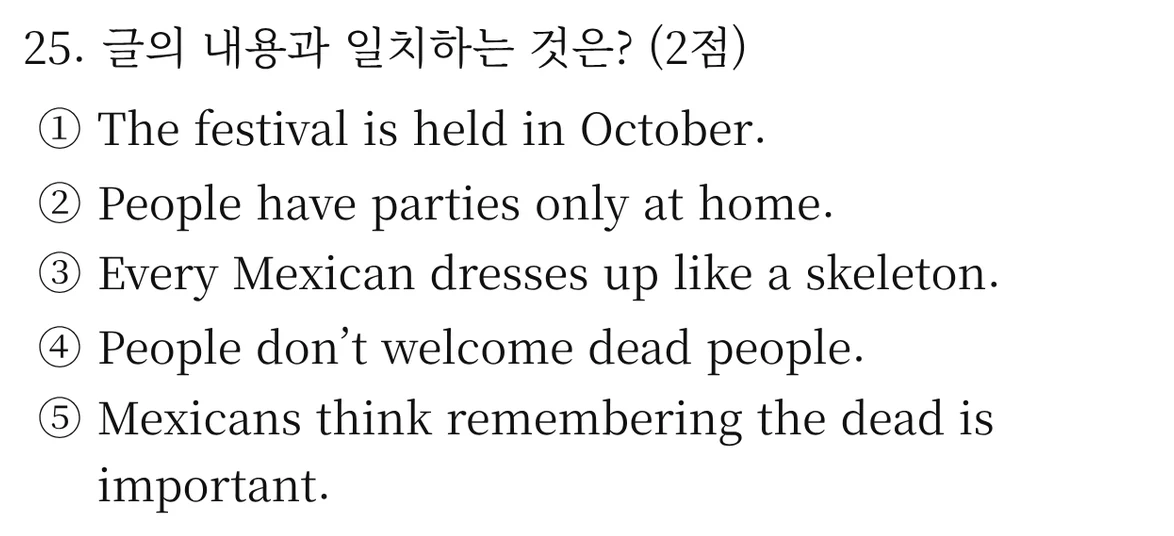 25. 글의 내용과 일치하는 것은? (2점)
① The festival is held in October.
② People have parties only at home.
③ Every Mexican dresses up like a skeleton.
④ People don’t welcome dead people.
⑤ Mexicans think remembering the dead is
important.